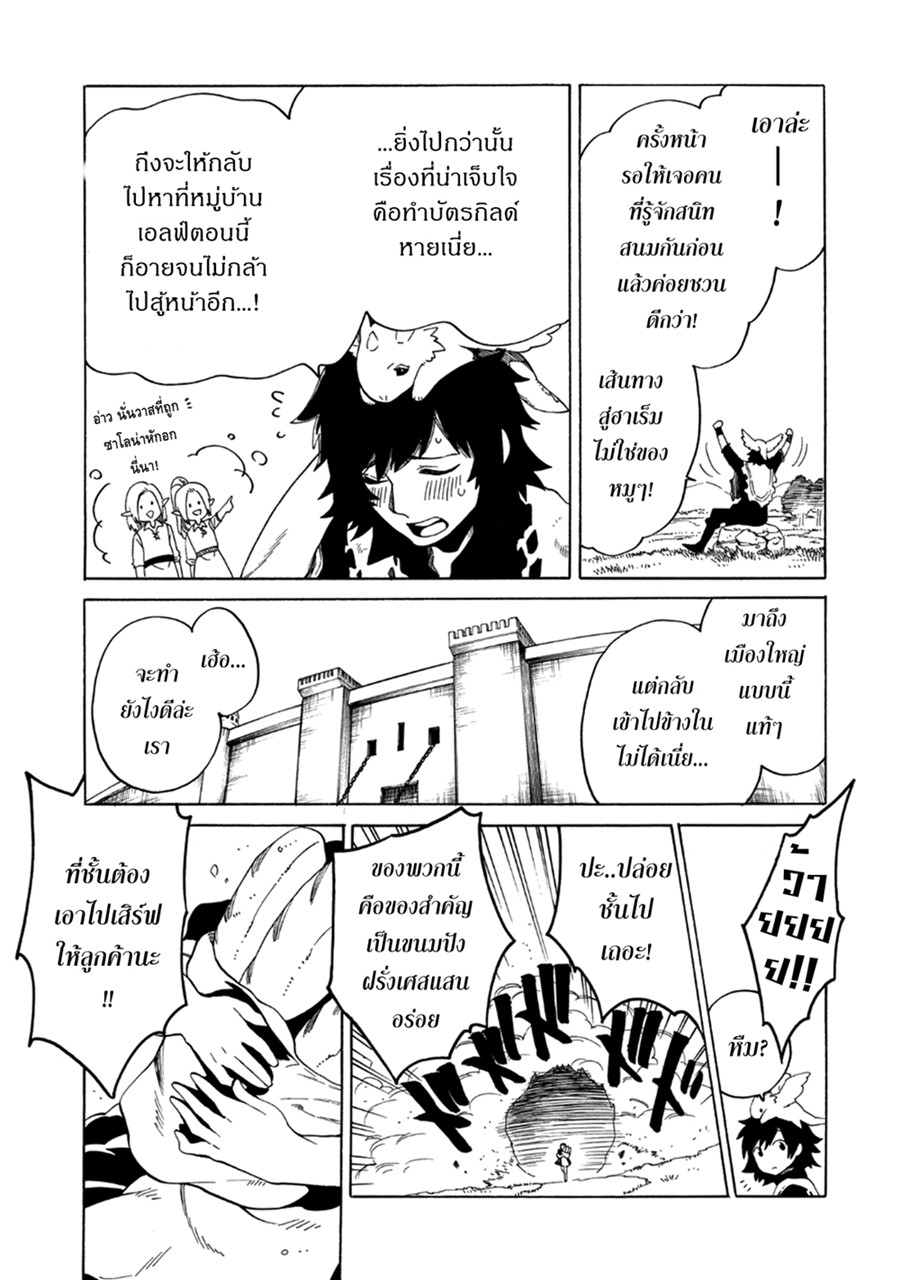 เอาล่ะ
—
!
ครั้งหน้า
รอให้เจอคน
ที่รู้จักสนิท
สนมกันก่อน
แล้วค่อยชวน
ดีกว่า!
เส้นทาง
สู่ฮาเร็ม
ไม่ใช่ของ
หมูๆ!
...ยิ่งไปกว่านั้น
เรื่องที่น่าเจ็บใจ
คือทำบัตรกิลด์
หายเนี่ย...
ถึงจะให้กลับ
ไปหาที่หมู่บ้าน
เอลฟ์ตอนนี้
ก็อายจนไม่กล้า
ไปสู้หน้าอีก...!
อ่าว นั่นวาสที่ถูก
ซาโลน่าหักอก
นี่นา!
มาถึง
เมืองใหญ่
แบบนี้
แท้ๆ
แต่กลับ
เข้าไปข้างใน
ไม่ได้เนี่ย...
เฮ้อ...
จะทำ
ยังไงดีล่ะ
เรา
ว้า
ยยย
ย!!
หืม?
ปะ..ปล่อย
ชั้นไป
เถอะ!
ของพวกนี้
คือของสำคัญ
เป็นขนมปัง
ฝรั่งเศสแสน
อร่อย
ドドドドドド
ที่ชั้นต้อง
เอาไปเสิร์ฟ
ให้ลูกค้านะ
!!